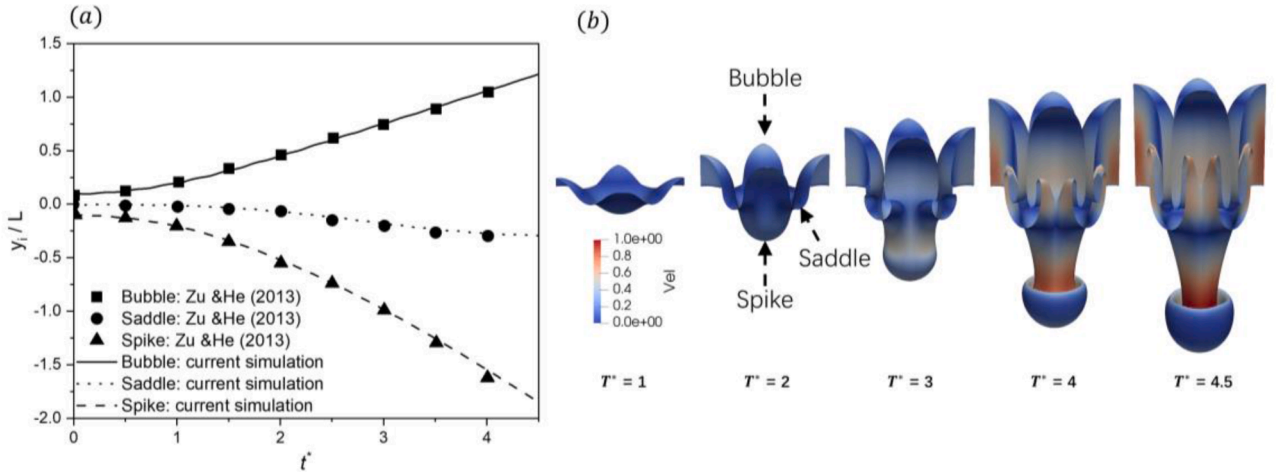 (a)
1.5
1.0
0.5
0.0
-0.5
-1.0
-1.5
-2.0
y_i / L
Bubble: Zu &He (2013)
Saddle: Zu &He (2013)
Spike: Zu &He (2013)
Bubble: current simulation
Saddle: current simulation
Spike: current simulation
0 1 2 3 4
t*
(b)
Bubble
Saddle
Spike
1.0e+00
0.8
0.6
0.4
0.2
0.0e+00
Vel
T* = 1 T* = 2 T* = 3 T* = 4 T* = 4.5